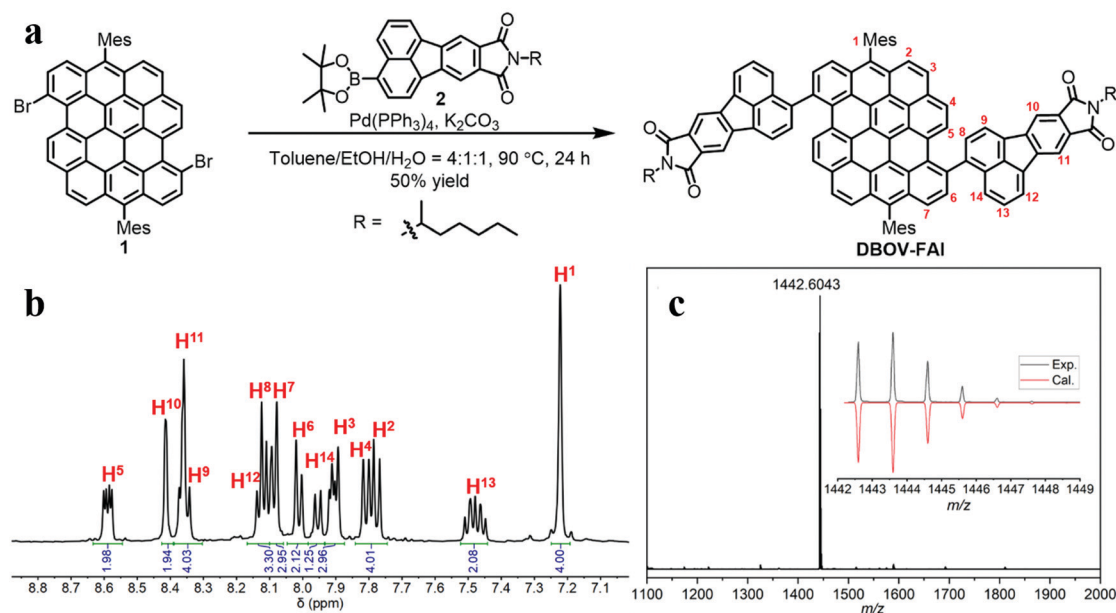 a
Mes
Br
Br
Mes
1
O
B
O
O
N
R
O
2
Pd(PPh₃)₄, K₂CO₃
Toluene/EtOH/H₂O = 4:1:1, 90 °C, 24 h
50% yield
R =
1 Mes
2
3
4
5
6
7
8
9
10
11
12
13
14
O
N
R
O
O
N
R
O
Mes
DBOV-FAI
b
H⁵
H¹⁰
H¹¹
H⁹
H¹²
H⁸
H⁷
H⁶
H¹⁴
H³
H⁴
H²
H¹³
H¹
1.98
1.94
4.03
3.30
2.95
2.12
1.25
2.96
4.01
2.08
4.00
8.8 8.7 8.6 8.5 8.4 8.3 8.2 8.1 8.0 7.9 7.8 7.7 7.6 7.5 7.4 7.3 7.2 7.1
δ (ppm)
c
1442.6043
Exp.
Cal.
1442 1443 1444 1445 1446 1447 1448 1449
m/z
1100 1200 1300 1400 1500 1600 1700 1800 1900 2000
m/z